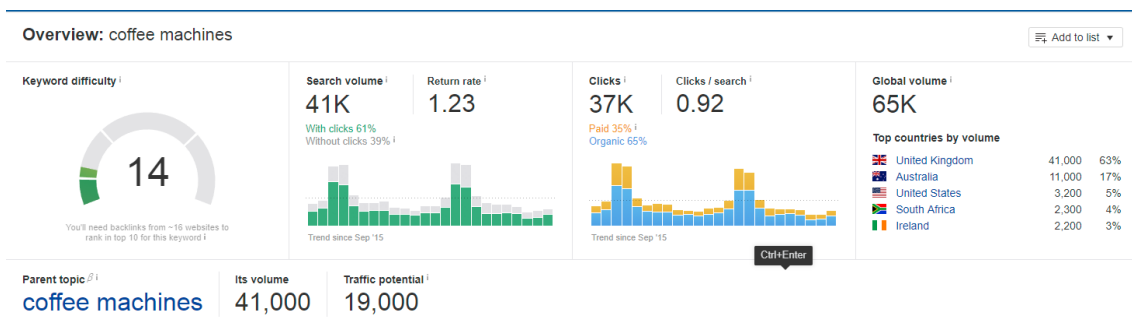 Overview: coffee machines
Add to list
Keyword difficulty i
14
You'll need backlinks from ~16 websites to
rank in top 10 for this keyword i
Search volume i
41K
Return rate i
1.23
With clicks 61%
Without clicks 39% i
Trend since Sep '15
Clicks i
37K
Clicks / search i
0.92
Paid 35% i
Organic 65%
Trend since Sep '15
Ctrl+Enter
Global volume i
65K
Top countries by volume
United Kingdom 41,000 63%
Australia 11,000 17%
United States 3,200 5%
South Africa 2,300 4%
Ireland 2,200 3%
Parent topic i
coffee machines
Its volume
41,000
Traffic potential i
19,000